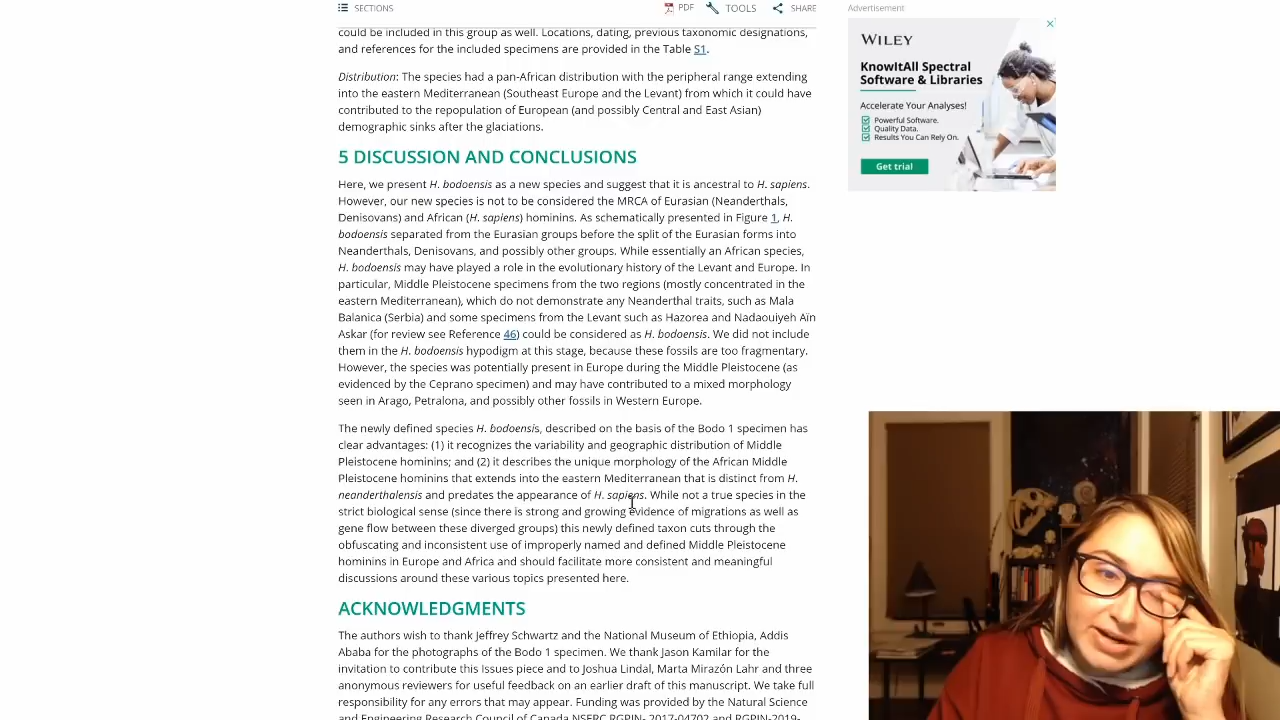 SECTIONS
PDF
TOOLS
SHARE
could be included in this group as well. Locations, dating, previous taxonomic designations,
and references for the included specimens are provided in the Table S1.
Distribution: The species had a pan-African distribution with the peripheral range extending
into the eastern Mediterranean (Southeast Europe and the Levant) from which it could have
contributed to the repopulation of European (and possibly Central and East Asian)
demographic sinks after the glaciations.
5 DISCUSSION AND CONCLUSIONS
Here, we present H. bodoensis as a new species and suggest that it is ancestral to H. sapiens.
However, our new species is not to be considered the MRCA of Eurasian (Neanderthals,
Denisovans) and African (H. sapiens) hominins. As schematically presented in Figure 1, H.
bodoensis separated from the Eurasian groups before the split of the Eurasian forms into
Neanderthals, Denisovans, and possibly other groups. While essentially an African species,
H. bodoensis may have played a role in the evolutionary history of the Levant and Europe. In
particular, Middle Pleistocene specimens from the two regions (mostly concentrated in the
eastern Mediterranean), which do not demonstrate any Neanderthal traits, such as Mala
Balanica (Serbia) and some specimens from the Levant such as Hazorea and Nadaouiyeh Aïn
Askar (for review see Reference 46) could be considered as H. bodoensis. We did not include
them in the H. bodoensis hypodigm at this stage, because these fossils are too fragmentary.
However, the species was potentially present in Europe during the Middle Pleistocene (as
evidenced by the Ceprano specimen) and may have contributed to a mixed morphology
seen in Arago, Petralona, and possibly other fossils in Western Europe.
The newly defined species H. bodoensis, described on the basis of the Bodo 1 specimen has
clear advantages: (1) it recognizes the variability and geographic distribution of Middle
Pleistocene hominins; and (2) it describes the unique morphology of the African Middle
Pleistocene hominins that extends into the eastern Mediterranean that is distinct from H.
neanderthalensis and predates the appearance of H. sapiens. While not a true species in the
strict biological sense (since there is strong and growing evidence of migrations as well as
gene flow between these diverged groups) this newly defined taxon cuts through the
obfuscating and inconsistent use of improperly named and defined Middle Pleistocene
hominins in Europe and Africa and should facilitate more consistent and meaningful
discussions around these various topics presented here.
ACKNOWLEDGMENTS
The authors wish to thank Jeffrey Schwartz and the National Museum of Ethiopia, Addis
Ababa for the photographs of the Bodo 1 specimen. We thank Jason Kamilar for the
invitation to contribute this Issues piece and to Joshua Lindal, Marta Mirazón Lahr and three
anonymous reviewers for useful feedback on an earlier draft of this manuscript. We take full
responsibility for any errors that may appear. Funding was provided by the Natural Science
and Engineering Research Council of Canada NSERC RGPIN- 2017-04702 and RGPIN-2019-
Advertisement
WILEY
KnowItAll Spectral
Software & Libraries
Accelerate Your Analyses!
Powerful Software.
Quality Data.
Results You Can Rely On.
Get trial